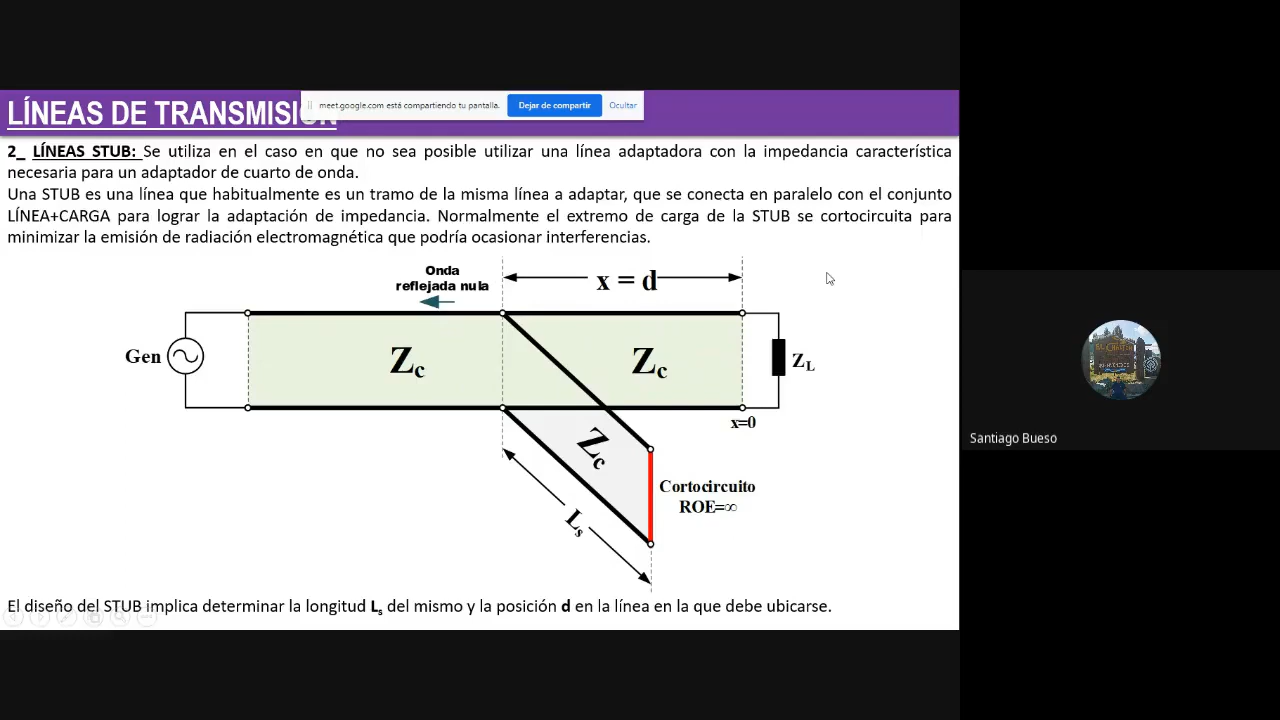 LÍNEAS DE TRANSMISIÓN
meet.google.com está compartiendo tu pantalla.
Dejar de compartir
Ocultar
2_ LÍNEAS STUB: Se utiliza en el caso en que no sea posible utilizar una línea adaptadora con la impedancia característica
necesaria para un adaptador de cuarto de onda.
Una STUB es una línea que habitualmente es un tramo de la misma línea a adaptar, que se conecta en paralelo con el conjunto
LÍNEA+CARGA para lograr la adaptación de impedancia. Normalmente el extremo de carga de la STUB se cortocircuita para
minimizar la emisión de radiación electromagnética que podría ocasionar interferencias.
Onda
reflejada nula
x = d
Gen
Zc
Zc
ZL
x=0
Zc
Cortocircuito
ROE=∞
Ls
El diseño del STUB implica determinar la longitud Ls del mismo y la posición d en la línea en la que debe ubicarse.
Santiago Bueso